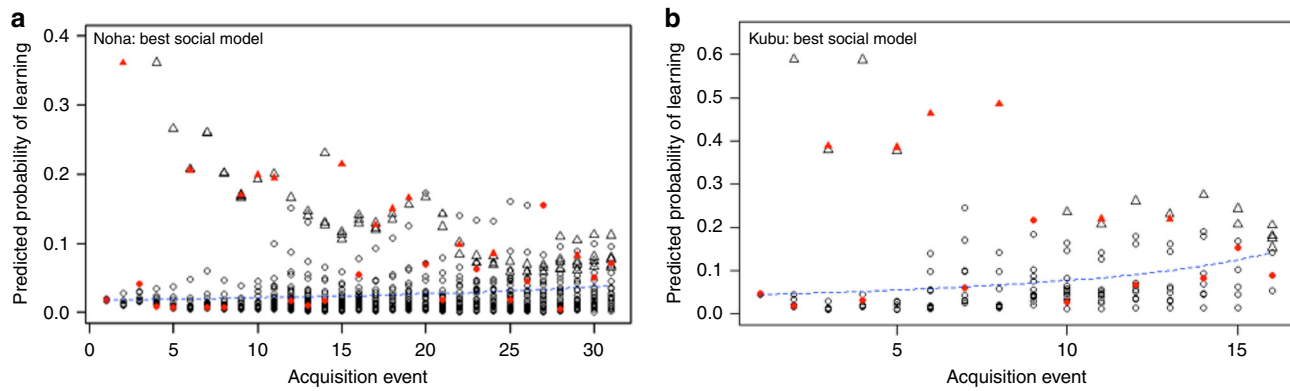 a
Noha: best social model
Predicted probability of learning
0.4
0.3
0.2
0.1
0.0
0 5 10 15 20 25 30
Acquisition event
b
Kubu: best social model
Predicted probability of learning
0.6
0.5
0.4
0.3
0.2
0.1
0.0
5 10 15
Acquisition event